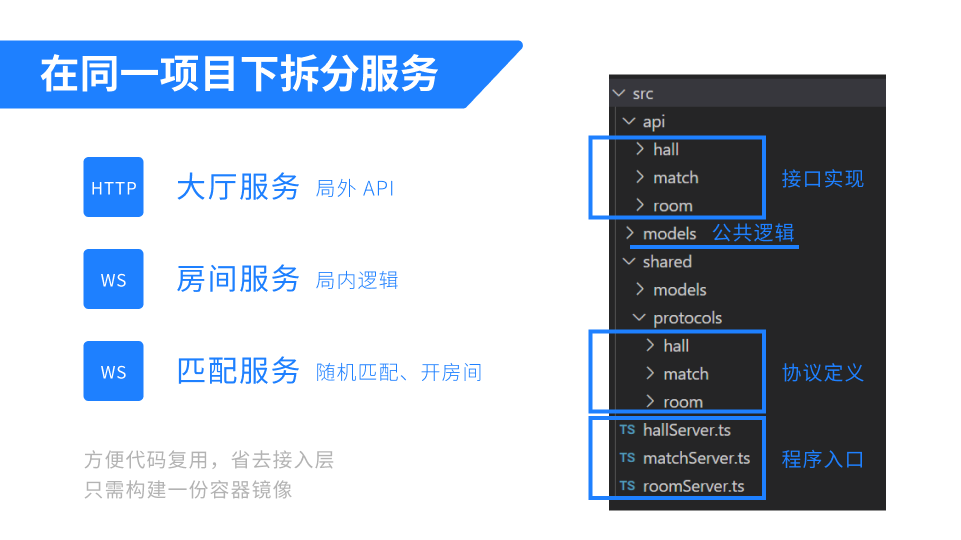 在同一项目下拆分服务
HTTP 大厅服务 局外 API
WS 房间服务 局内逻辑
WS 匹配服务 随机匹配、开房间
方便代码复用，省去接入层
只需构建一份容器镜像
src
api
hall
match 接口实现
room
models 公共逻辑
shared
models
protocols
hall
match 协议定义
room
TS hallServer.ts
TS matchServer.ts 程序入口
TS roomServer.ts